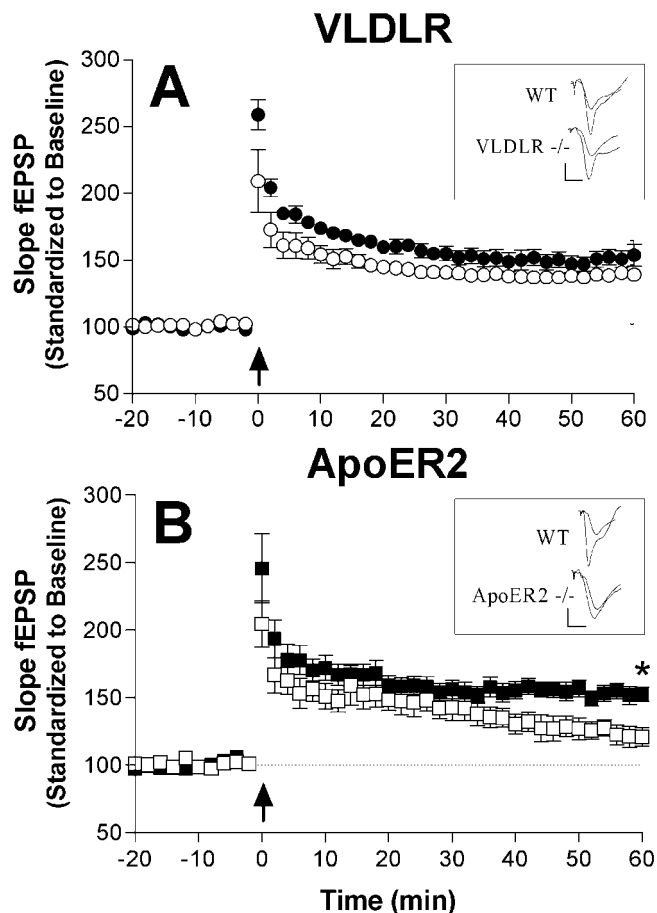 VLDLR
A
Slope fEPSP
(Standardized to Baseline)
300
250
200
150
100
50
WT
VLDLR -/-
-20 -10 0 10 20 30 40 50 60
ApoER2
B
Slope fEPSP
(Standardized to Baseline)
300
250
200
150
100
50
WT
ApoER2 -/-
*
-20 -10 0 10 20 30 40 50 60
Time (min)